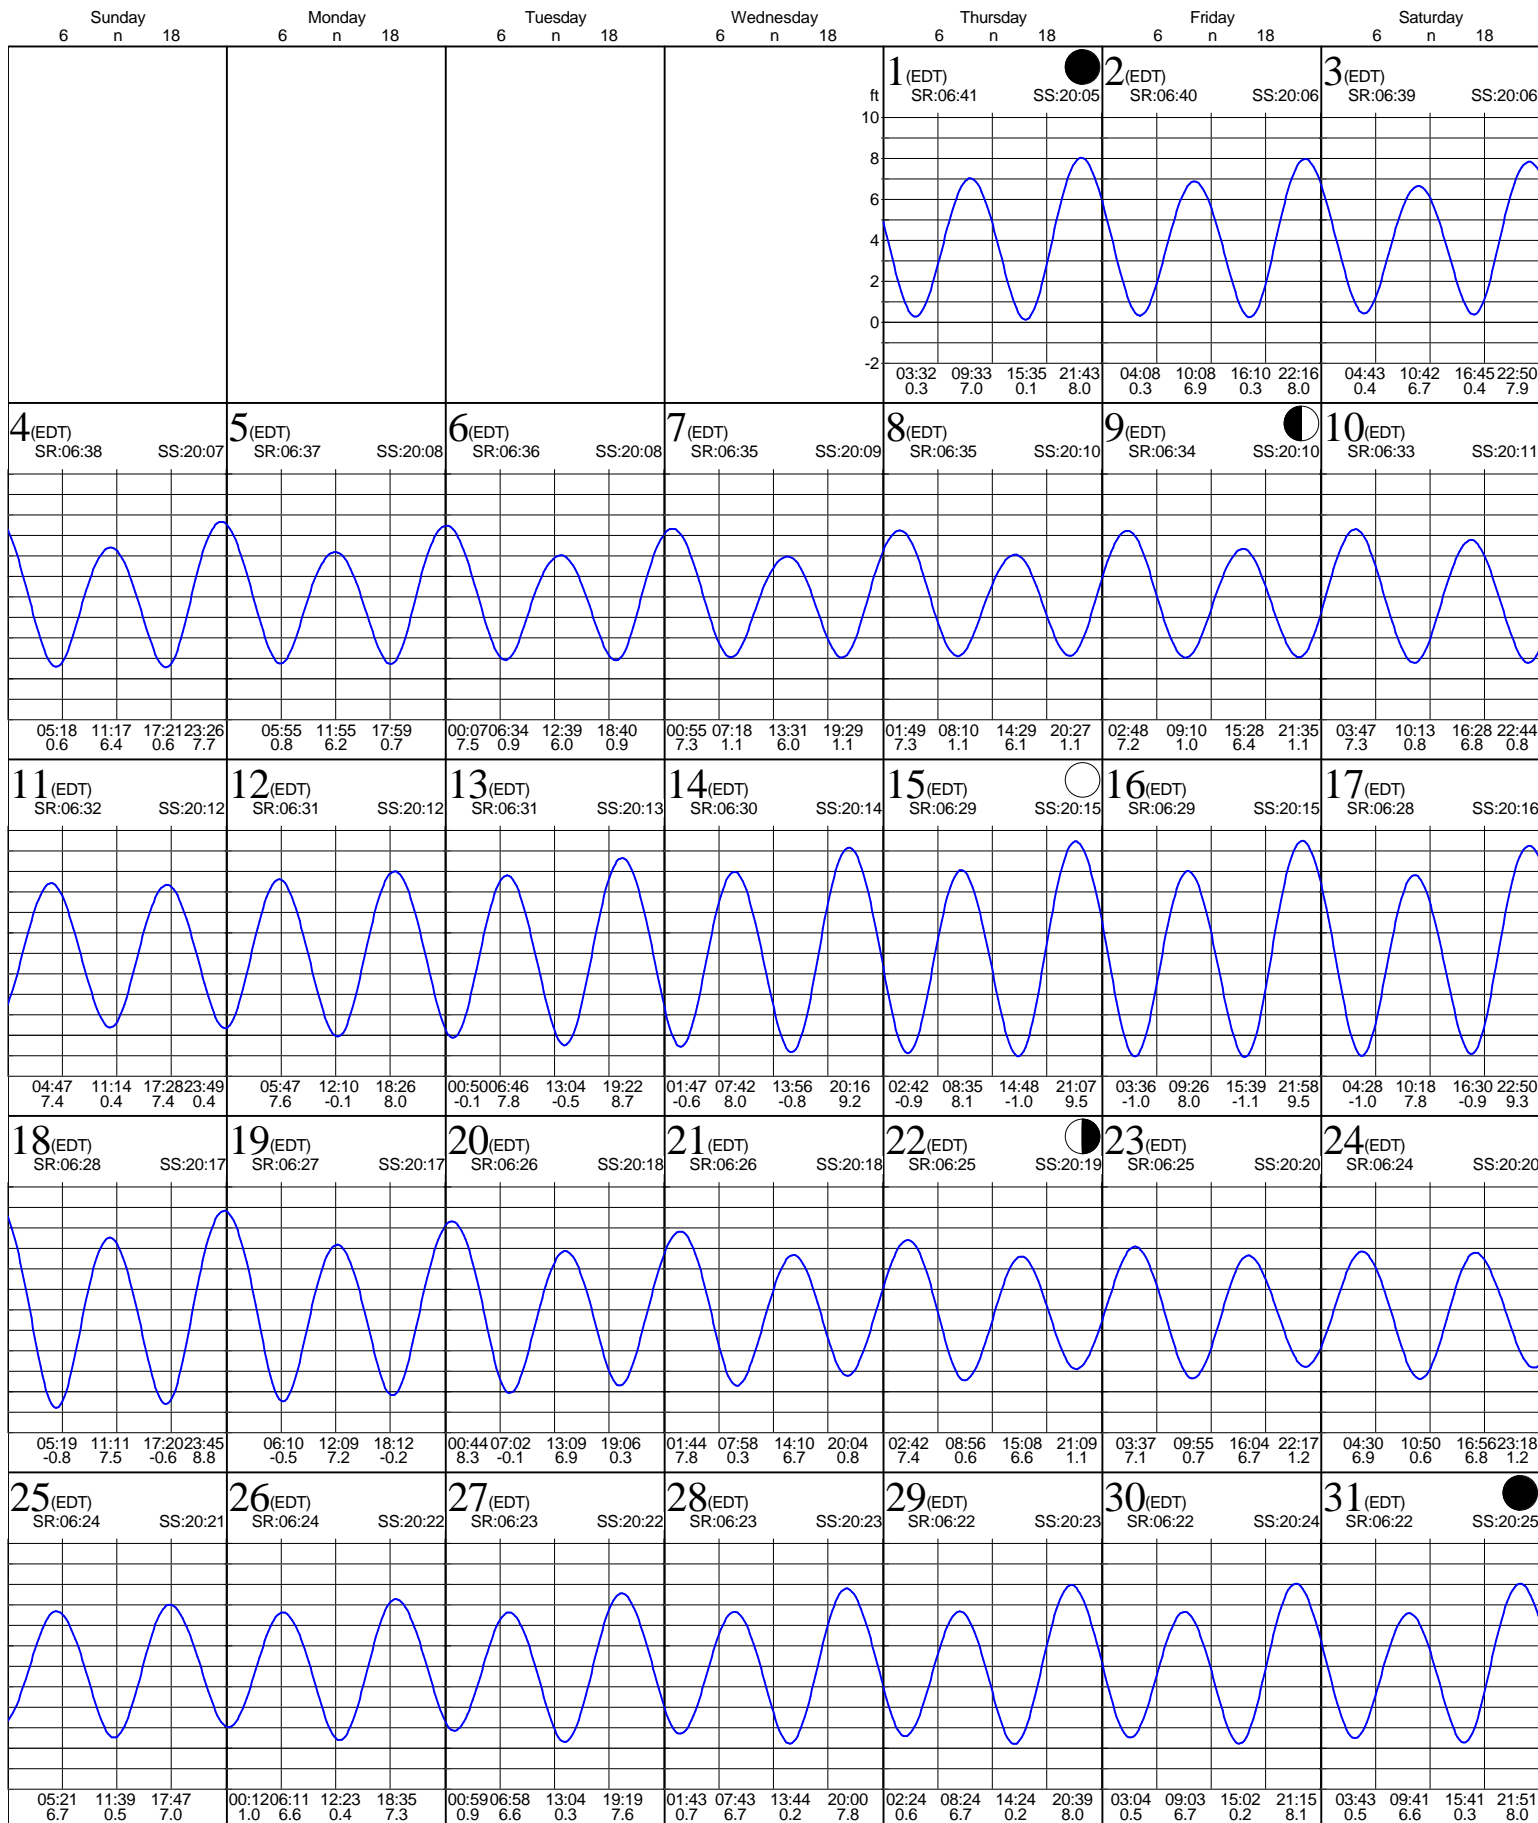 Sunday Monday Tuesday Wednesday Thursday Friday Saturday
6 n 18 6 n 18 6 n 18 6 n 18 6 n 18 6 n 18 6 n 18
1(EDT) 2(EDT) 3(EDT)
ft SR:06:41 SS:20:05 SR:06:40 SS:20:06 SR:06:39 SS:20:06
10
8
6
4
2
0
-2
03:32 09:33 15:35 21:43 04:08 10:08 16:10 22:16 04:43 10:42 16:45 22:50
0.3 7.0 0.1 8.0 0.3 6.9 0.3 8.0 0.4 6.7 0.4 7.9
4(EDT) 5(EDT) 6(EDT) 7(EDT) 8(EDT) 9(EDT) 10(EDT)
SR:06:38 SS:20:07 SR:06:37 SS:20:08 SR:06:36 SS:20:08 SR:06:35 SS:20:09 SR:06:35 SS:20:10 SR:06:34 SS:20:10 SR:06:33 SS:20:11
05:18 11:17 17:21 23:26 05:55 11:55 17:59 00:07 06:34 12:39 18:40 00:55 07:18 13:31 19:29 01:49 08:10 14:29 20:27 02:48 09:10 15:28 21:35 03:47 10:13 16:28 22:44
0.6 6.4 0.6 7.7 0.8 6.2 0.7 7.5 0.9 6.0 0.9 7.3 1.1 6.0 1.1 7.3 1.1 6.1 1.1 7.2 1.0 6.4 1.1 7.3 0.8 6.8 0.8
11(EDT) 12(EDT) 13(EDT) 14(EDT) 15(EDT) 16(EDT) 17(EDT)
SR:06:32 SS:20:12 SR:06:31 SS:20:12 SR:06:31 SS:20:13 SR:06:30 SS:20:14 SR:06:29 SS:20:15 SR:06:29 SS:20:15 SR:06:28 SS:20:16
04:47 11:14 17:28 23:49 05:47 12:10 18:26 00:50 06:46 13:04 19:22 01:47 07:42 13:56 20:16 02:42 08:35 14:48 21:07 03:36 09:26 15:39 21:58 04:28 10:18 16:30 22:50
7.4 0.4 7.4 0.4 7.6 -0.1 8.0 -0.1 7.8 -0.5 8.7 -0.6 8.0 -0.8 9.2 -0.9 8.1 -1.0 9.5 -1.0 8.0 -1.1 9.5 -1.0 7.8 -0.9 9.3
18(EDT) 19(EDT) 20(EDT) 21(EDT) 22(EDT) 23(EDT) 24(EDT)
SR:06:28 SS:20:17 SR:06:27 SS:20:17 SR:06:26 SS:20:18 SR:06:26 SS:20:18 SR:06:25 SS:20:19 SR:06:25 SS:20:20 SR:06:24 SS:20:20
05:19 11:11 17:20 23:45 06:10 12:09 18:12 00:44 07:02 13:09 19:06 01:44 07:58 14:10 20:04 02:42 08:56 15:08 21:09 03:37 09:55 16:04 22:17 04:30 10:50 16:56 23:18
-0.8 7.5 -0.6 8.8 -0.5 7.2 -0.2 8.3 -0.1 6.9 0.3 7.8 0.3 6.7 0.8 7.4 0.6 6.6 1.1 7.1 0.7 6.7 1.2 6.9 0.6 6.8 1.2
25(EDT) 26(EDT) 27(EDT) 28(EDT) 29(EDT) 30(EDT) 31(EDT)
SR:06:24 SS:20:21 SR:06:24 SS:20:22 SR:06:23 SS:20:22 SR:06:23 SS:20:23 SR:06:22 SS:20:23 SR:06:22 SS:20:24 SR:06:22 SS:20:25
05:21 11:39 17:47 00:12 06:11 12:23 18:35 00:59 06:58 13:04 19:19 01:43 07:43 13:44 20:00 02:24 08:24 14:24 20:39 03:04 09:03 15:02 21:15 03:43 09:41 15:41 21:51
6.7 0.5 7.0 1.0 6.6 0.4 7.3 0.9 6.6 0.3 7.6 0.7 6.7 0.2 7.8 0.6 6.7 0.2 8.0 0.5 6.7 0.2 8.1 0.5 6.6 0.3 8.0